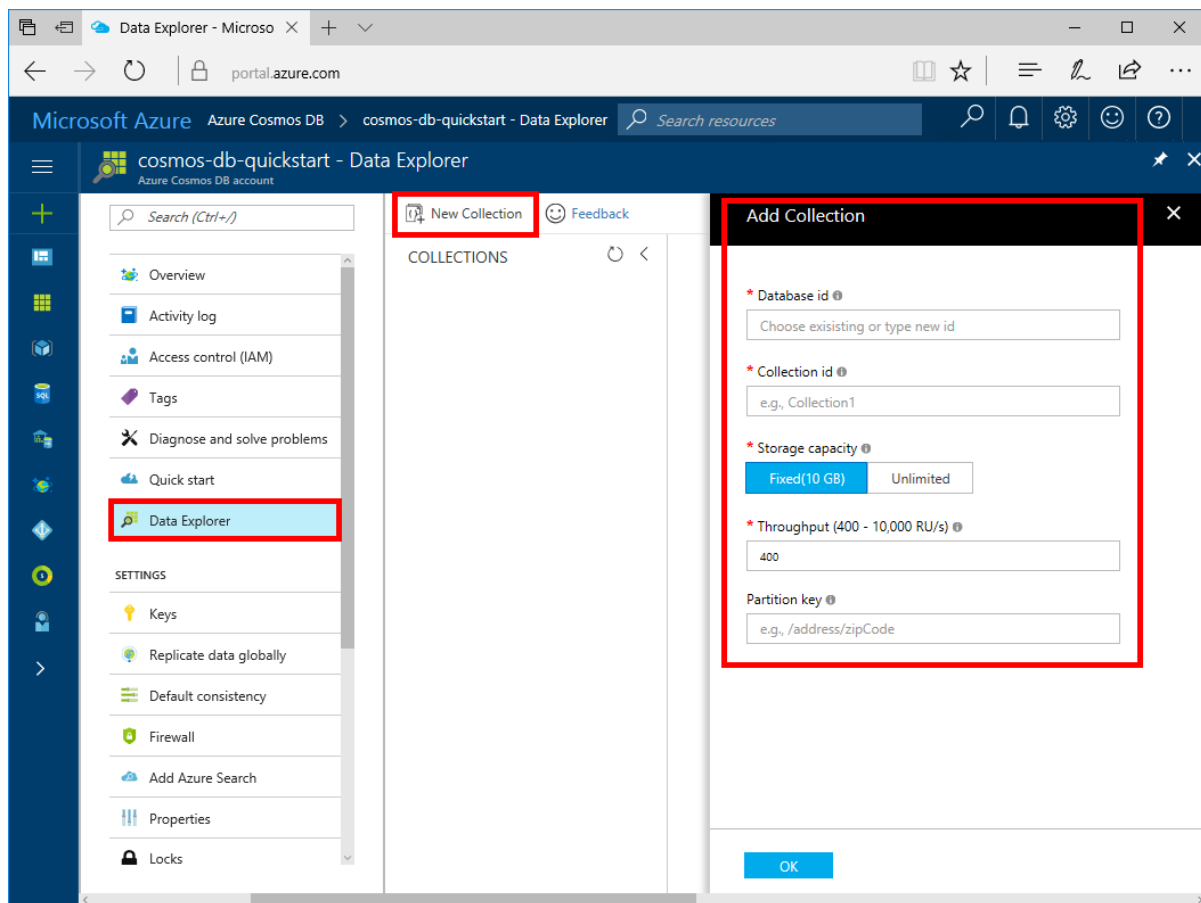 Data Explorer - Microso
portal.azure.com
Microsoft Azure Azure Cosmos DB > cosmos-db-quickstart - Data Explorer Search resources
cosmos-db-quickstart - Data Explorer
Azure Cosmos DB account
Search (Ctrl+/)
Overview
Activity log
Access control (IAM)
Tags
Diagnose and solve problems
Quick start
Data Explorer
SETTINGS
Keys
Replicate data globally
Default consistency
Firewall
Add Azure Search
Properties
Locks
New Collection Feedback
COLLECTIONS
Add Collection
* Database id
Choose exisisting or type new id
* Collection id
e.g., Collection1
* Storage capacity
Fixed(10 GB) Unlimited
* Throughput (400 - 10,000 RU/s)
400
Partition key
e.g., /address/zipCode
OK